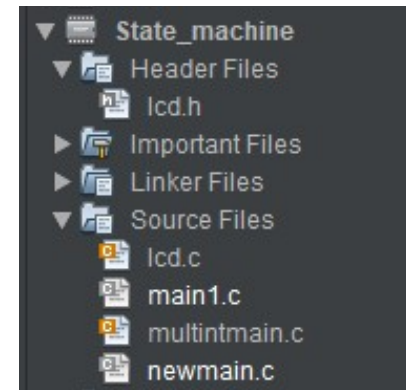 State_machine
Header Files
lcd.h
Important Files
Linker Files
Source Files
lcd.c
main1.c
multintmain.c
newmain.c